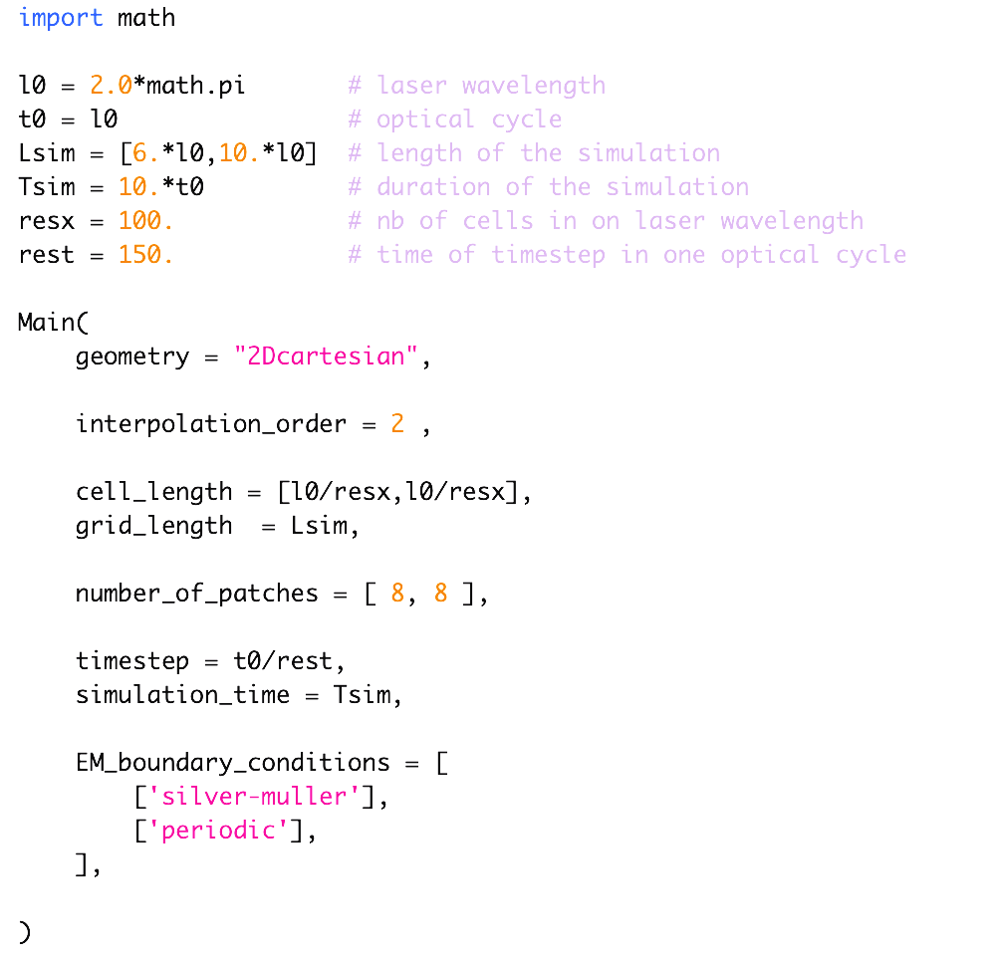 import math
l0 = 2.0*math.pi # laser wavelength
t0 = l0 # optical cycle
Lsim = [6.*l0,10.*l0] # length of the simulation
Tsim = 10.*t0 # duration of the simulation
resx = 100. # nb of cells in on laser wavelength
rest = 150. # time of timestep in one optical cycle
Main(
geometry = "2Dcartesian",
interpolation_order = 2 ,
cell_length = [l0/resx,l0/resx],
grid_length = Lsim,
number_of_patches = [ 8, 8 ],
timestep = t0/rest,
simulation_time = Tsim,
EM_boundary_conditions = [
['silver-muller'],
['periodic'],
],
)